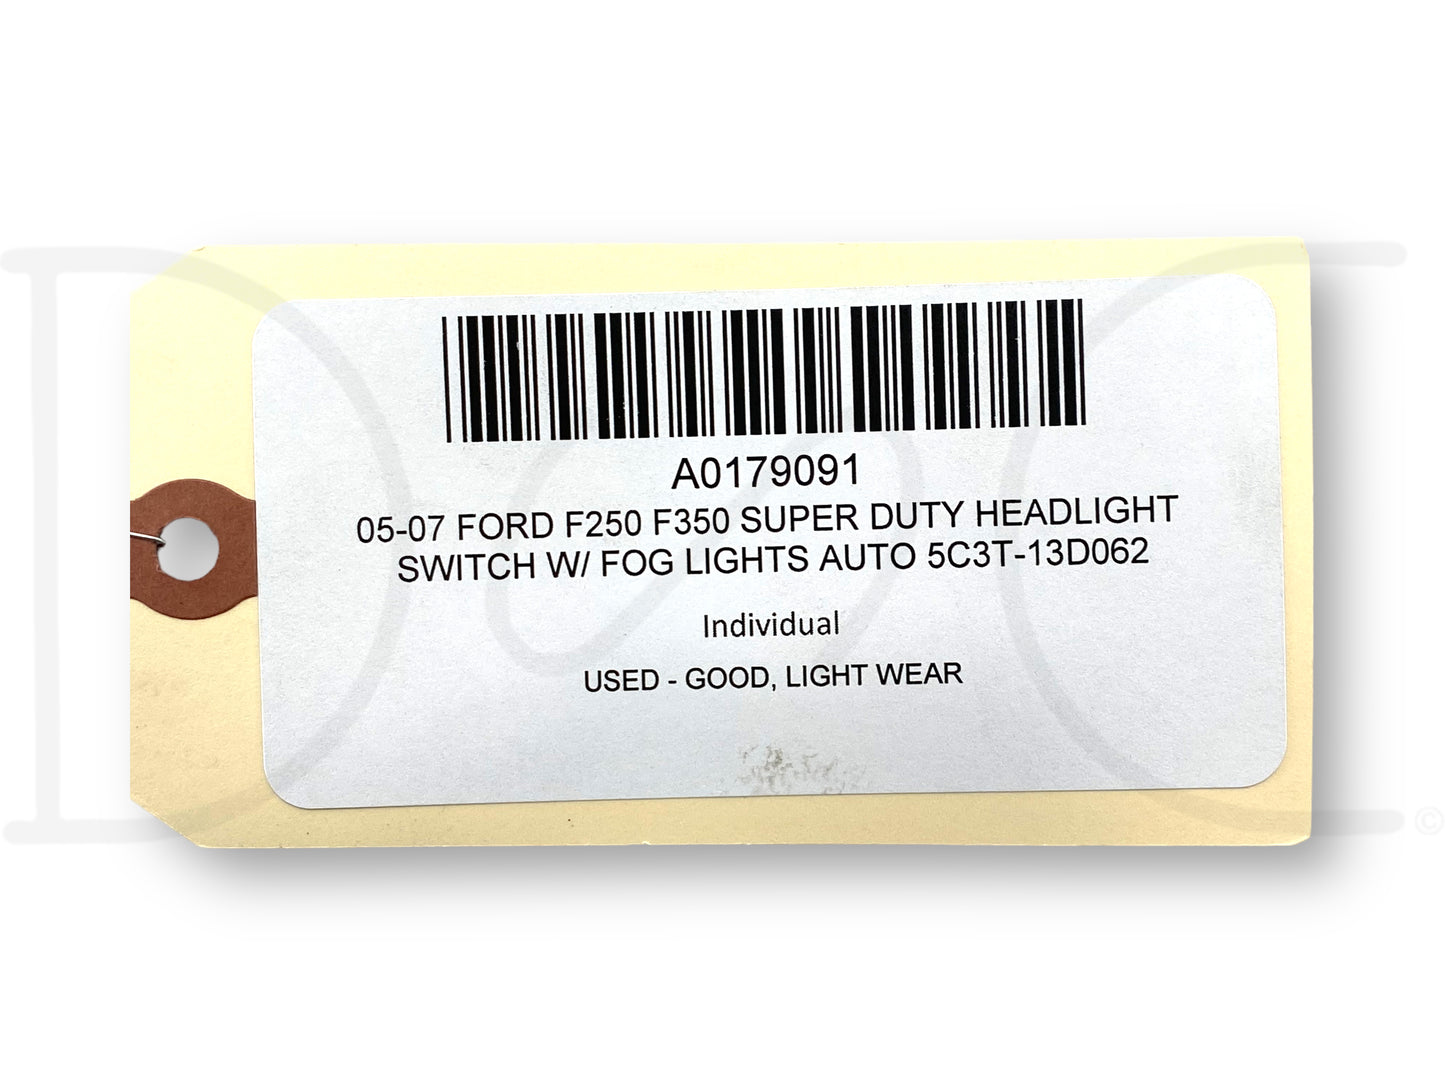 A0179091
05-07 FORD F250 F350 SUPER DUTY HEADLIGHT
SWITCH W/ FOG LIGHTS AUTO 5C3T-13D062
Individual
USED - GOOD, LIGHT WEAR
©